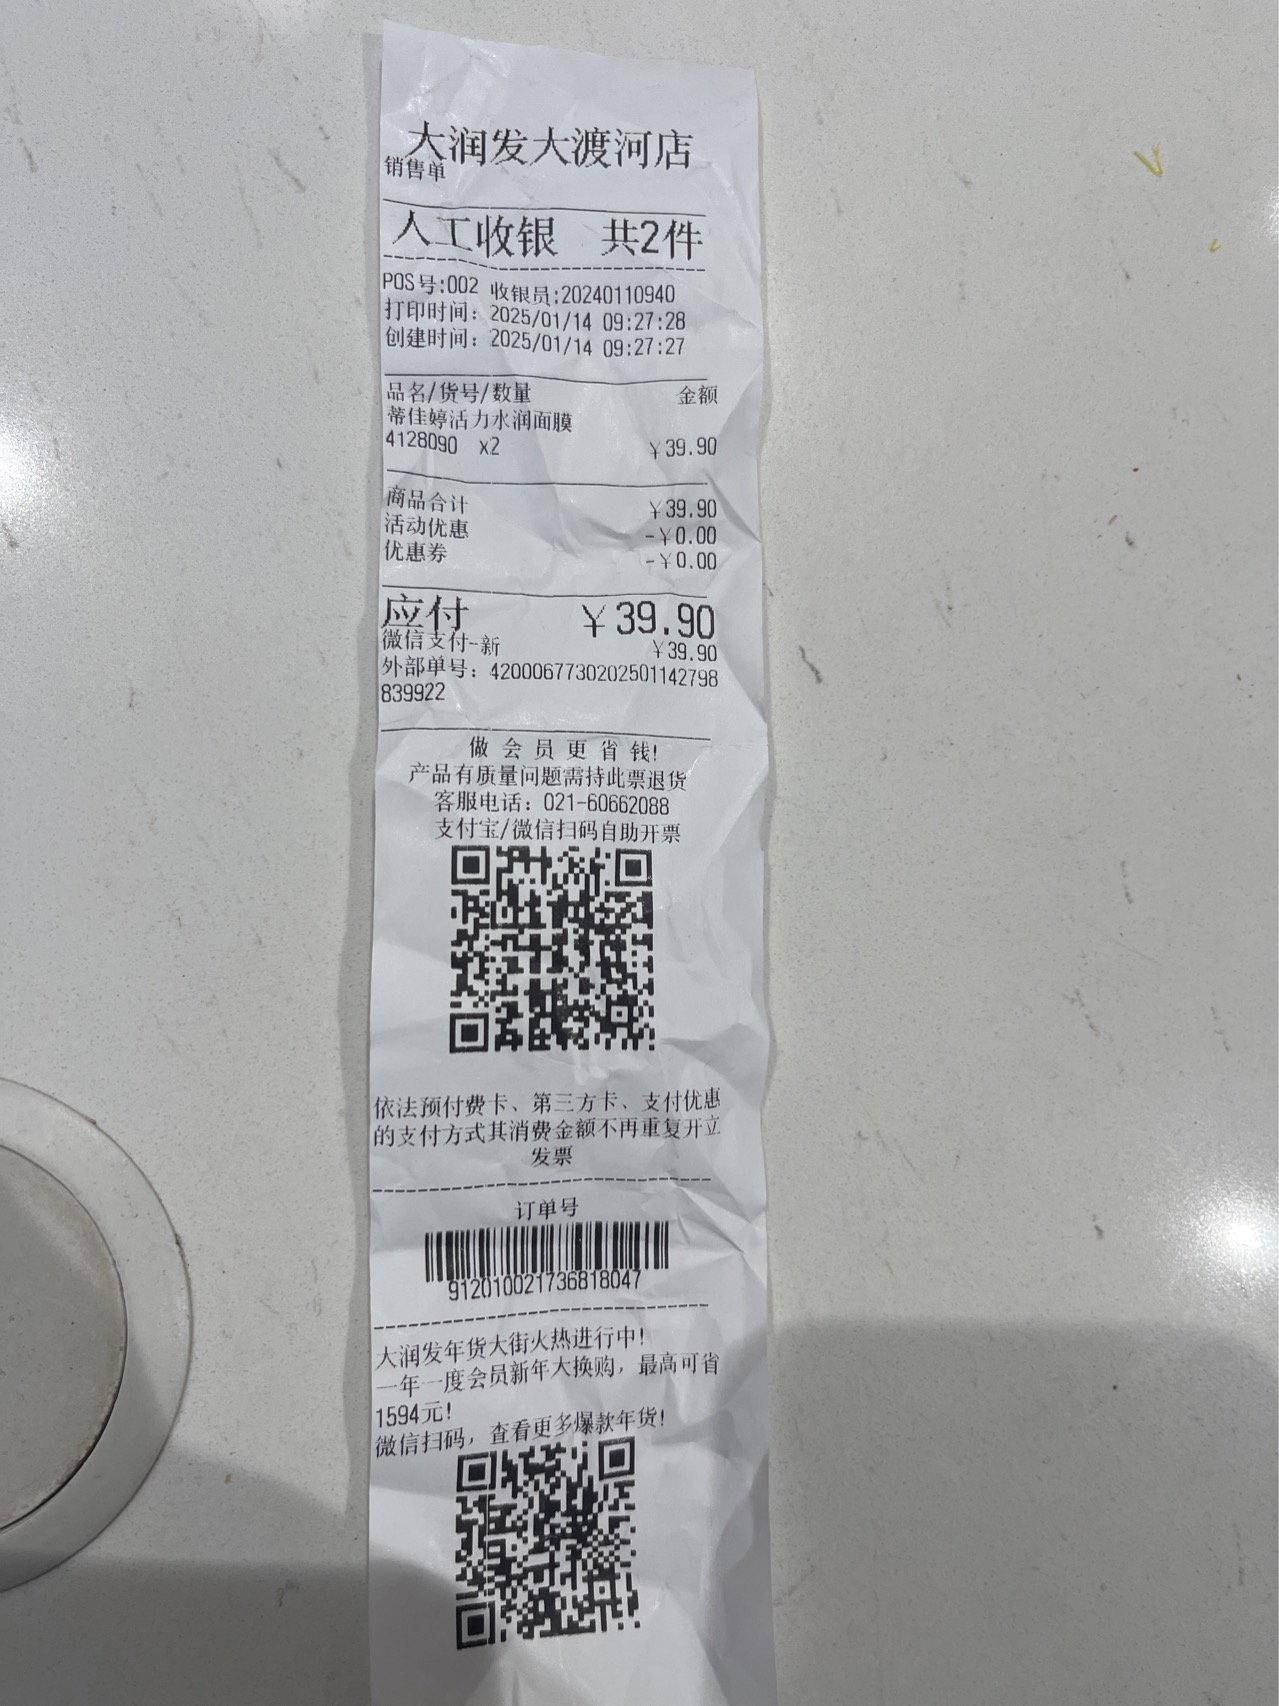 大润发大渡河店
销售单
人工收银 共2件
POS号:002 收银员:20240110940
打印时间: 2025/01/14 09:27:28
创建时间: 2025/01/14 09:27:27
品名/货号/数量 金额
蒂佳婷活力水润面膜
4128090 x2 ¥39.90
商品合计 ¥39.90
活动优惠 -¥0.00
优惠券 -¥0.00
应付 ¥39.90
微信支付-新 ¥39.90
外部单号: 4200067730202501142798
839922
做会员更省钱!
产品有质量问题需持此票退货
客服电话: 021-60662088
支付宝/微信扫码自助开票
依法预付费卡、第三方卡、支付优惠
的支付方式其消费金额不再重复开立
发票
订单号
912010021736818047
大润发年货大街火热进行中!
一年一度会员新年大换购, 最高可省
1594元!
微信扫码, 查看更多爆款年货!